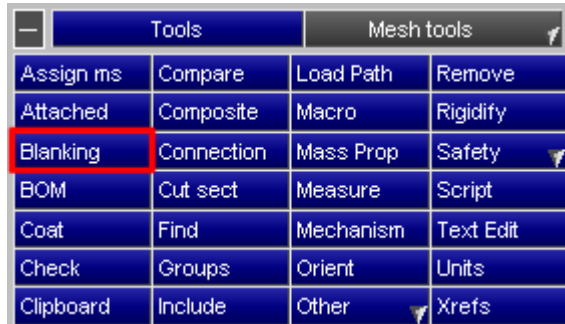 Tools Mesh tools
Assign ms Compare Load Path Remove
Attached Composite Macro Rigidify
Blanking Connection Mass Prop Safety
BOM Cut sect Measure Script
Coat Find Mechanism Text Edit
Check Groups Orient Units
Clipboard Include Other Xrefs